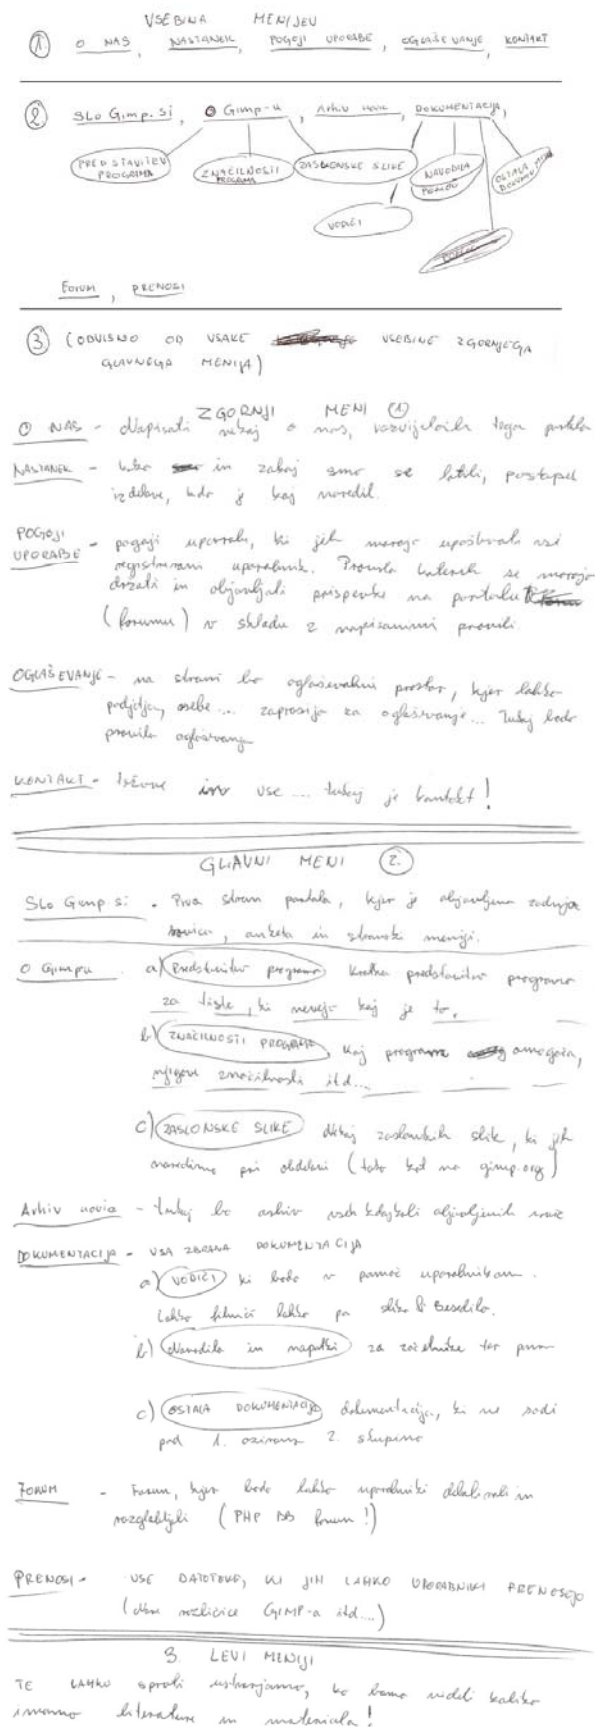 VSEBINA MENIJEV
1. O NAS, NASTANEK, POGOJI UPORABE, OGLAŠEVANJE, KONTAKT
2. SLO Gimp.si, O Gimp-u, Arhiv novic, DOKUMENTACIJA,
PREDSTAVITEV PROGRAMA
ZNAČILNOSTI PROGRAMA
ZASLONSKE SLIKE
NAVODILA
OSTALA
VODIČI
Forum, PRENOSI
3. (ODVISNO OD VSAKE VSEBINE ZGORNJEGA
GLAVNEGA MENIJA)
ZGORNJI MENI 1
O NAS - Napisati nekaj o nas, razvijalcih tega portala
NASTANEK - kako in zakaj smo se lotili, postopek
izdelave, kdo je kaj naredil.
POGOJI
UPORABE - pogoji uporabe, ki jih morajo upoštevati vsi
registrirani uporabniki. Pravila katerih se morajo
držati in objavljati prispevke na portalu
(forumu) v skladu z napisanimi pravili
OGLAŠEVANJE - na strani bo oglaševalni prostor, kjer lahko
podjetja, osebe ... zaprosijo za oglaševanje ... Tukaj bodo
pravila oglaševanja
KONTAKT - in vse .... tukaj je kontakt!
GLAVNI MENI 2.
Slo Gimp si - Prva stran portala, kjer je objavljena zadnja
novica, anketa in stranski meniji.
O Gimpu a) Predstavitev programa Kratka predstavitev programa
za tiste, ki nevejo kaj je to.
b) ZNAČILNOSTI PROGRAMA, kaj program omogoča,
njegove značilnosti itd...
c) ZASLONSKE SLIKE Nekaj zaslonskih slik, ki jih
naredimo pri obdelavi (tako kot na gimp.org)
Arhiv novic - tukaj bo arhiv vseh kdajkoli objavljenih novic
DOKUMENTACIJA - VSA ZBRANA DOKUMENTACIJA
a) VODIČI ki bodo v pomoč uporabnikom.
Lahko filmčki lahko pa slika & Besedilo.
b) Navodila in napotki za začetnike ter
c) OSTALA DOKUMENTACIJA dokumentacija, ki ne sodi
pod 1. oziroma 2. skupino
FORUM - Forum, kjer bodo lahko uporabniki debatirali in
razglabljali (PHP BB forum!)
PRENOSI - VSE DATOTEKE, KI JIH LAHKO UPORABNIKI PRENESEJO
(razne različice GIMP-a itd...)
3. LEVI MENIJI
TE LAHKO sproti ustvarjamo, ko bomo videli koliko
imamo literature in materiala!